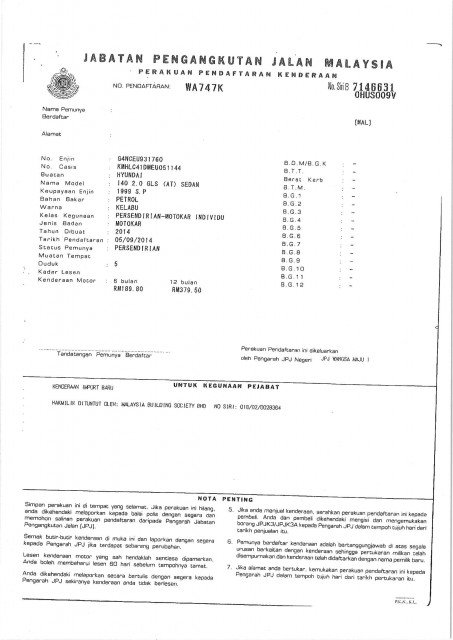 JABATAN PENGANGKUTAN JALAN MALAYSIA
PERAKUAN PENDAFTARAN KENDERAAN
NO. PENDAFTARAN: WA747K
No. Siri B 7146631
OHUS009V
Nama Pemunya Berdaftar :
[WAL]
Alamat :
No. Enjin : G4NCEU931760
No. Casis : KMHLC41DMEU051144
Buatan : HYUNDAI
Nama Model : I40 2.0 GLS (AT) SEDAN
Keupayaan Enjin : 1999 S.P
Bahan Bakar : PETROL
Warna : KELABU
Kelas Kegunaan : PERSENDIRIAN-MOTOKAR INDIVIDU
Jenis Badan : MOTOKAR
Tahun Dibuat : 2014
Tarikh Pendaftaran : 05/09/2014
Status Pemunya : PERSENDIRIAN
Muatan Tempat
Duduk : 5
Kadar Lesen
Kenderaan Motor : 6 bulan 12 bulan
RM189.80 RM379.50
B.D.M/B.G.K : -
B.T.T. : -
Berat Kerb : -
B.T.M. : -
B.G.1 : -
B.G.2 : -
B.G.3 : -
B.G.4 : -
B.G.5 : -
B.G.6 : -
B.G.7 : -
B.G.8 : -
B.G.9 : -
B.G.10 : -
B.G.11 : -
B.G.12 : -
Tandatangan Pemunya Berdaftar
Perakuan Pendaftaran ini dikeluarkan
oleh Pengarah JPJ Negeri JPJ WANGSA MAJU
UNTUK KEGUNAAN PEJABAT
KENDERAAN IMPORT BARU
HAKMILIK DITUNTUT OLEH: MALAYSIA BUILDING SOCIETY BHD NO SIRI: 016/02/0028364
NOTA PENTING
Simpan perakuan ini di tempat yang selamat. Jika perakuan ini hilang,
anda dikehendaki melaporkan kepada balai polis dengan segera dan
memohon salinan perakuan pendaftaran daripada Pengarah Jabatan
Pengangkutan Jalan (JPJ).
Semak butir-butir kenderaan di muka ini dan laporkan dengan segera
kepada Pengarah JPJ jika terdapat sebarang perubahan.
Lesen kenderaan motor yang sah hendaklah sentiasa dipamerkan.
Anda boleh membaharui lesen 60 hari sebelum tempohnya tamat.
Anda dikehendaki melaporkan secara bertulis dengan segera kepada
Pengarah JPJ sekiranya kenderaan anda tidak berlesen.
5. Jika anda menjual kenderaan, serahkan perakuan pendaftaran ini kepada
pembeli. Anda dan pembeli dikehendaki mengisi dan mengemukakan
borang JPJK3/JPJK3A kepada Pengarah JPJ dalam tempoh tujuh hari dari
tarikh penjualan itu.
6. Pemunya berdaftar kenderaan adalah bertanggungjawab di atas segala
urusan berkaitan dengan kenderaan sehingga pertukaran milikan telah
disempurnakan dan kenderaan telah didaftarkan dengan nama pemilik baru.
7. Jika alamat anda bertukar, kemukakan perakuan pendaftaran ini kepada
Pengarah JPJ dalam tempoh tujuh hari dari tarikh pertukaran itu.